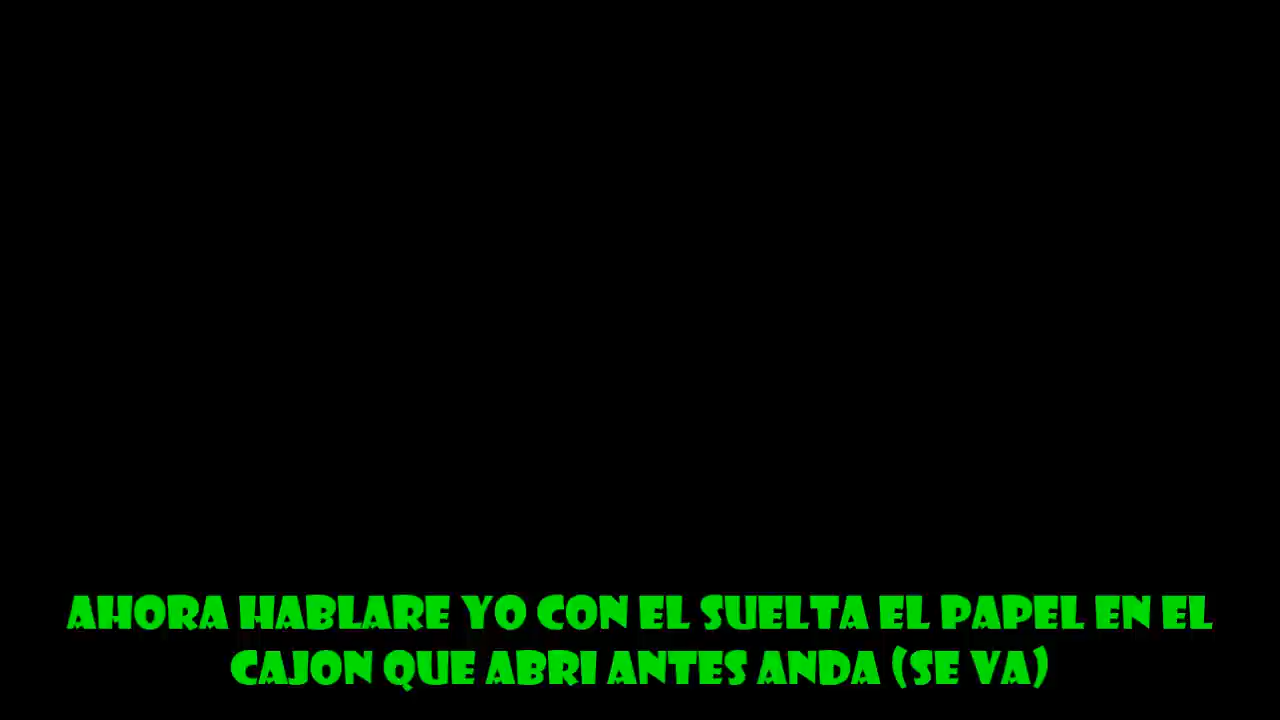 AHORA HABLARE YO CON EL SUELTA EL PAPEL EN EL
CAJON QUE ABRI ANTES ANDA (SE VA)